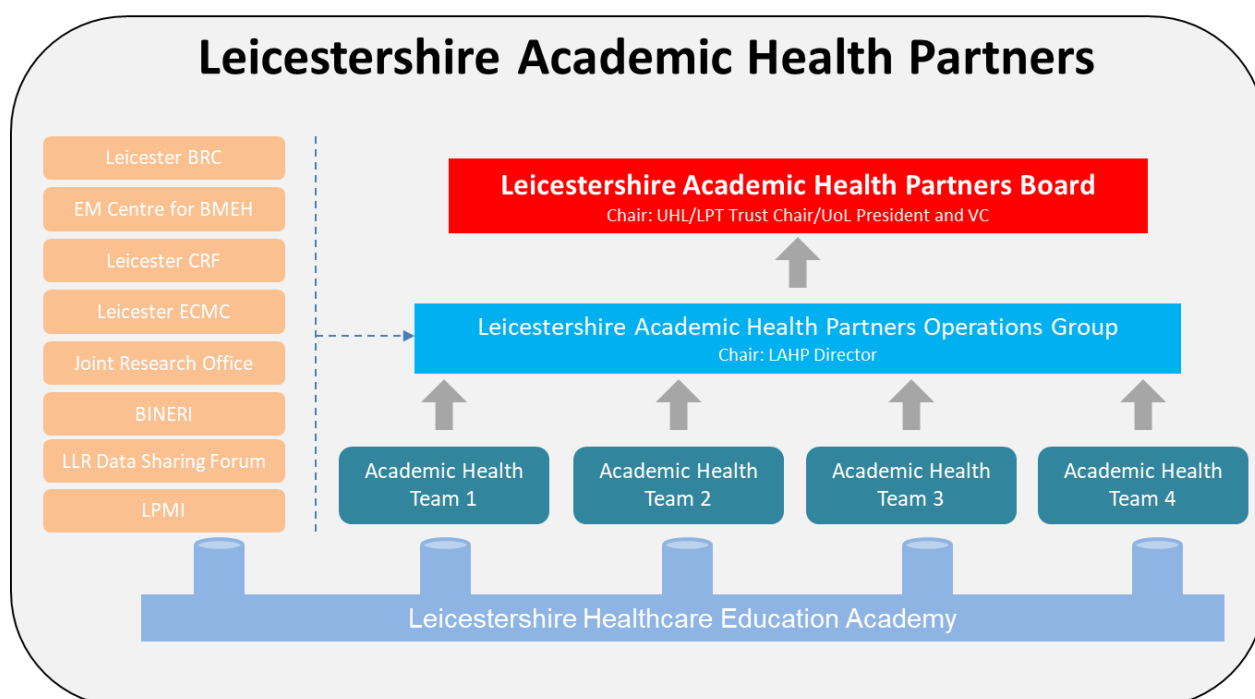 Leicestershire Academic Health Partners
Leicester BRC
EM Centre for BMEH
Leicester CRF
Leicester ECMC
Joint Research Office
BINERI
LLR Data Sharing Forum
LPMI
Leicestershire Academic Health Partners Board
Chair: UHL/LPT Trust Chair/UoL President and VC
Leicestershire Academic Health Partners Operations Group
Chair: LAHP Director
Academic Health
Team 1
Academic Health
Team 2
Academic Health
Team 3
Academic Health
Team 4
Leicestershire Healthcare Education Academy